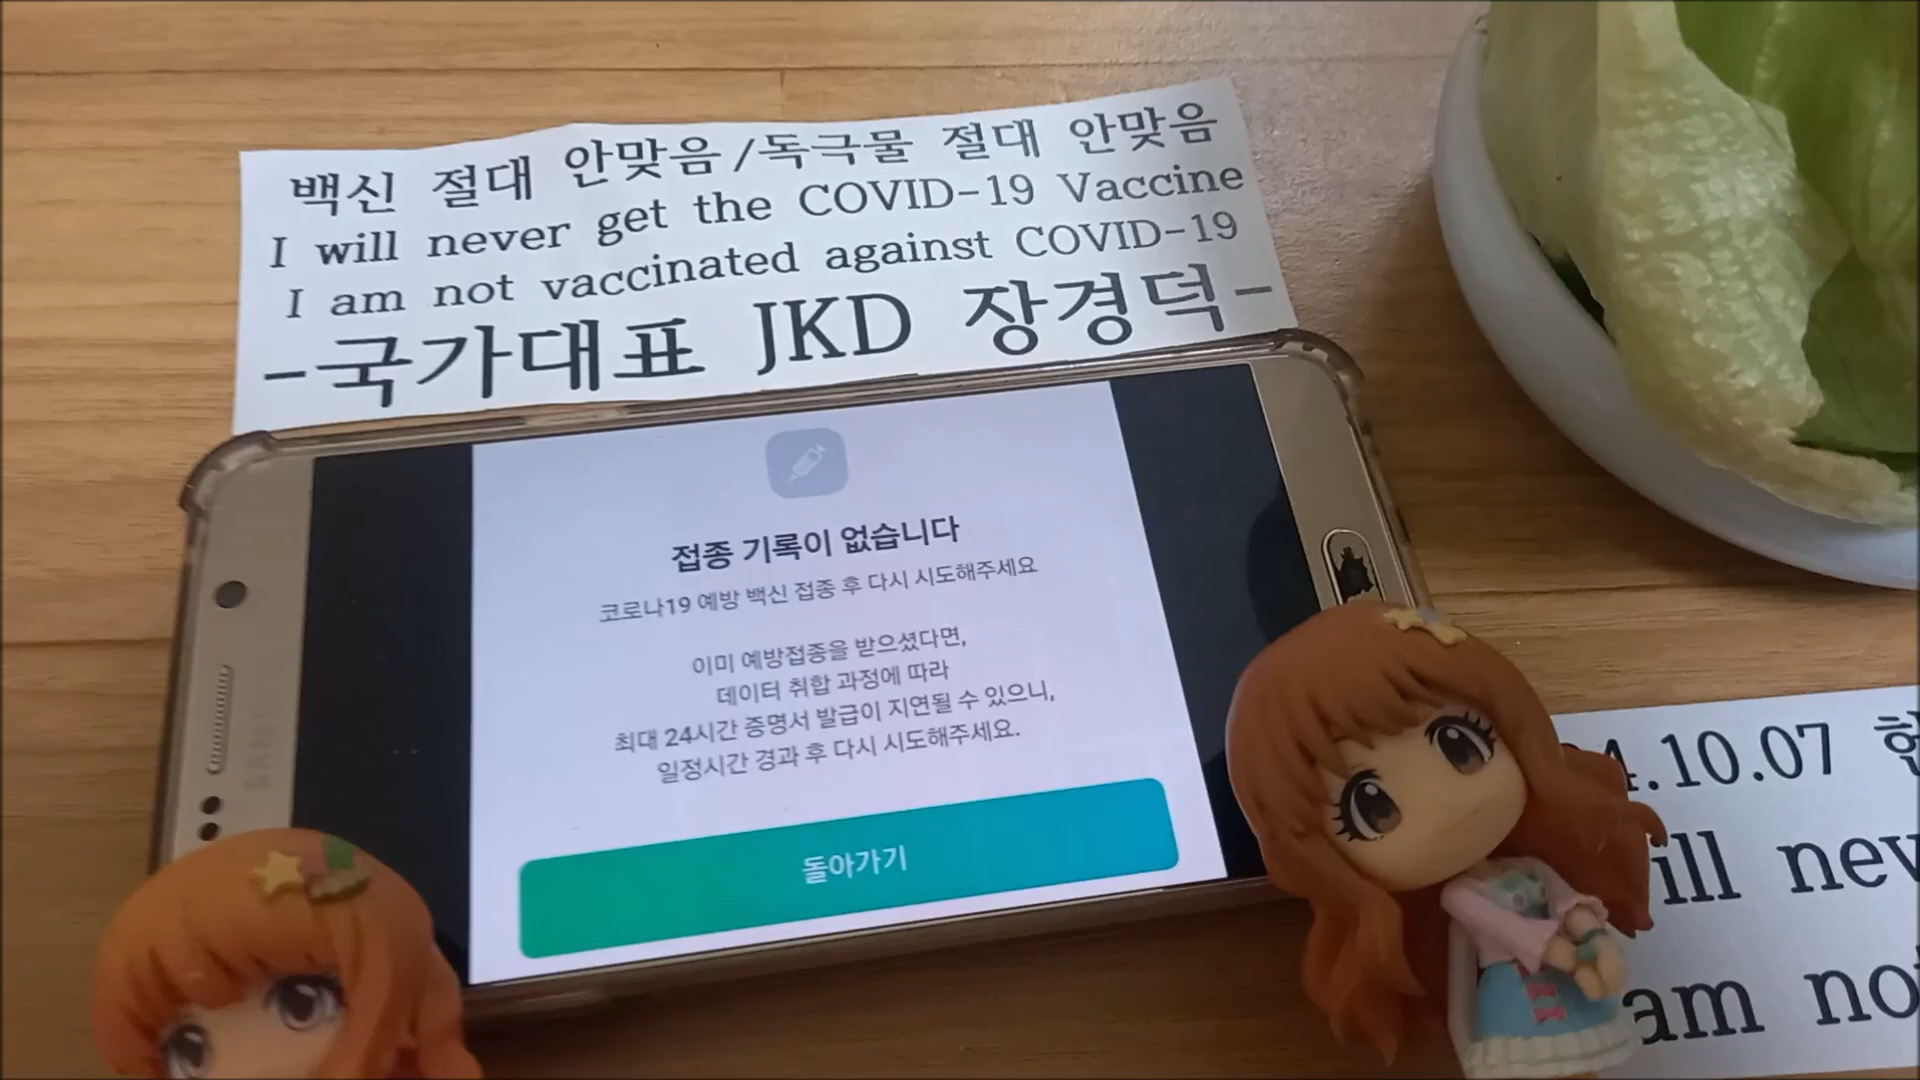 백신 절대 안맞음/독극물 절대 안맞음
I will never get the COVID-19 Vaccine
I am not vaccinated against COVID-19
-국가대표 JKD 장경덕-
접종 기록이 없습니다
코로나19 예방 백신 접종 후 다시 시도해주세요
이미 예방접종을 받으셨다면,
데이터 취합 과정에 따라
최대 24시간 증명서 발급이 지연될 수 있으니,
일정시간 경과 후 다시 시도해주세요.
돌아가기
4.10.07
ill nev
am no